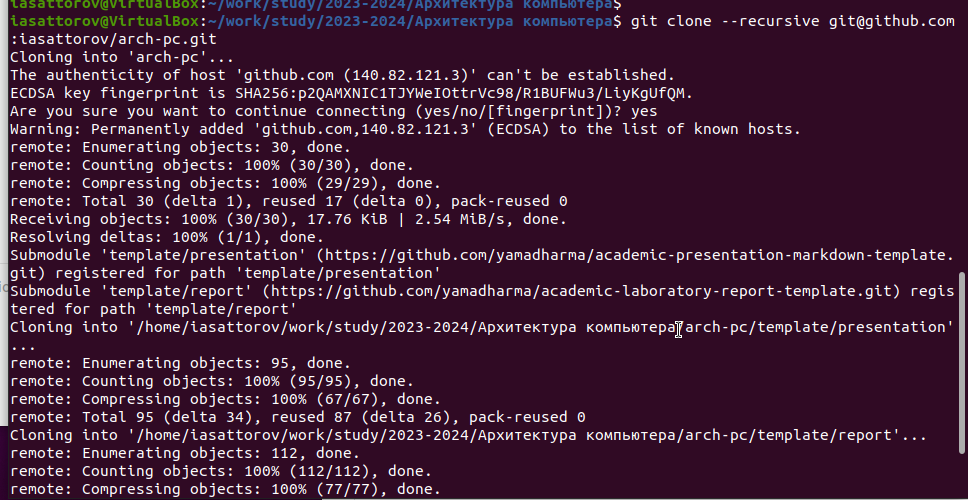 iasattorov@VirtualBox:~/work/study/2023-2024/Архитектура компьютера$
iasattorov@VirtualBox:~/work/study/2023-2024/Архитектура компьютера$ git clone --recursive git@github.com
:iasattorov/arch-pc.git
Cloning into 'arch-pc'...
The authenticity of host 'github.com (140.82.121.3)' can't be established.
ECDSA key fingerprint is SHA256:p2QAMXNIC1TJYWeIOttrVc98/R1BUFWu3/LiyKgUfQM.
Are you sure you want to continue connecting (yes/no/[fingerprint])? yes
Warning: Permanently added 'github.com,140.82.121.3' (ECDSA) to the list of known hosts.
remote: Enumerating objects: 30, done.
remote: Counting objects: 100% (30/30), done.
remote: Compressing objects: 100% (29/29), done.
remote: Total 30 (delta 1), reused 17 (delta 0), pack-reused 0
Receiving objects: 100% (30/30), 17.76 KiB | 2.54 MiB/s, done.
Resolving deltas: 100% (1/1), done.
Submodule 'template/presentation' (https://github.com/yamadharma/academic-presentation-markdown-template.
git) registered for path 'template/presentation'
Submodule 'template/report' (https://github.com/yamadharma/academic-laboratory-report-template.git) regis
tered for path 'template/report'
Cloning into '/home/iasattorov/work/study/2023-2024/Архитектура компьютера/arch-pc/template/presentation'
...
remote: Enumerating objects: 95, done.
remote: Counting objects: 100% (95/95), done.
remote: Compressing objects: 100% (67/67), done.
remote: Total 95 (delta 34), reused 87 (delta 26), pack-reused 0
Cloning into '/home/iasattorov/work/study/2023-2024/Архитектура компьютера/arch-pc/template/report'...
remote: Enumerating objects: 112, done.
remote: Counting objects: 100% (112/112), done.
remote: Compressing objects: 100% (77/77), done.